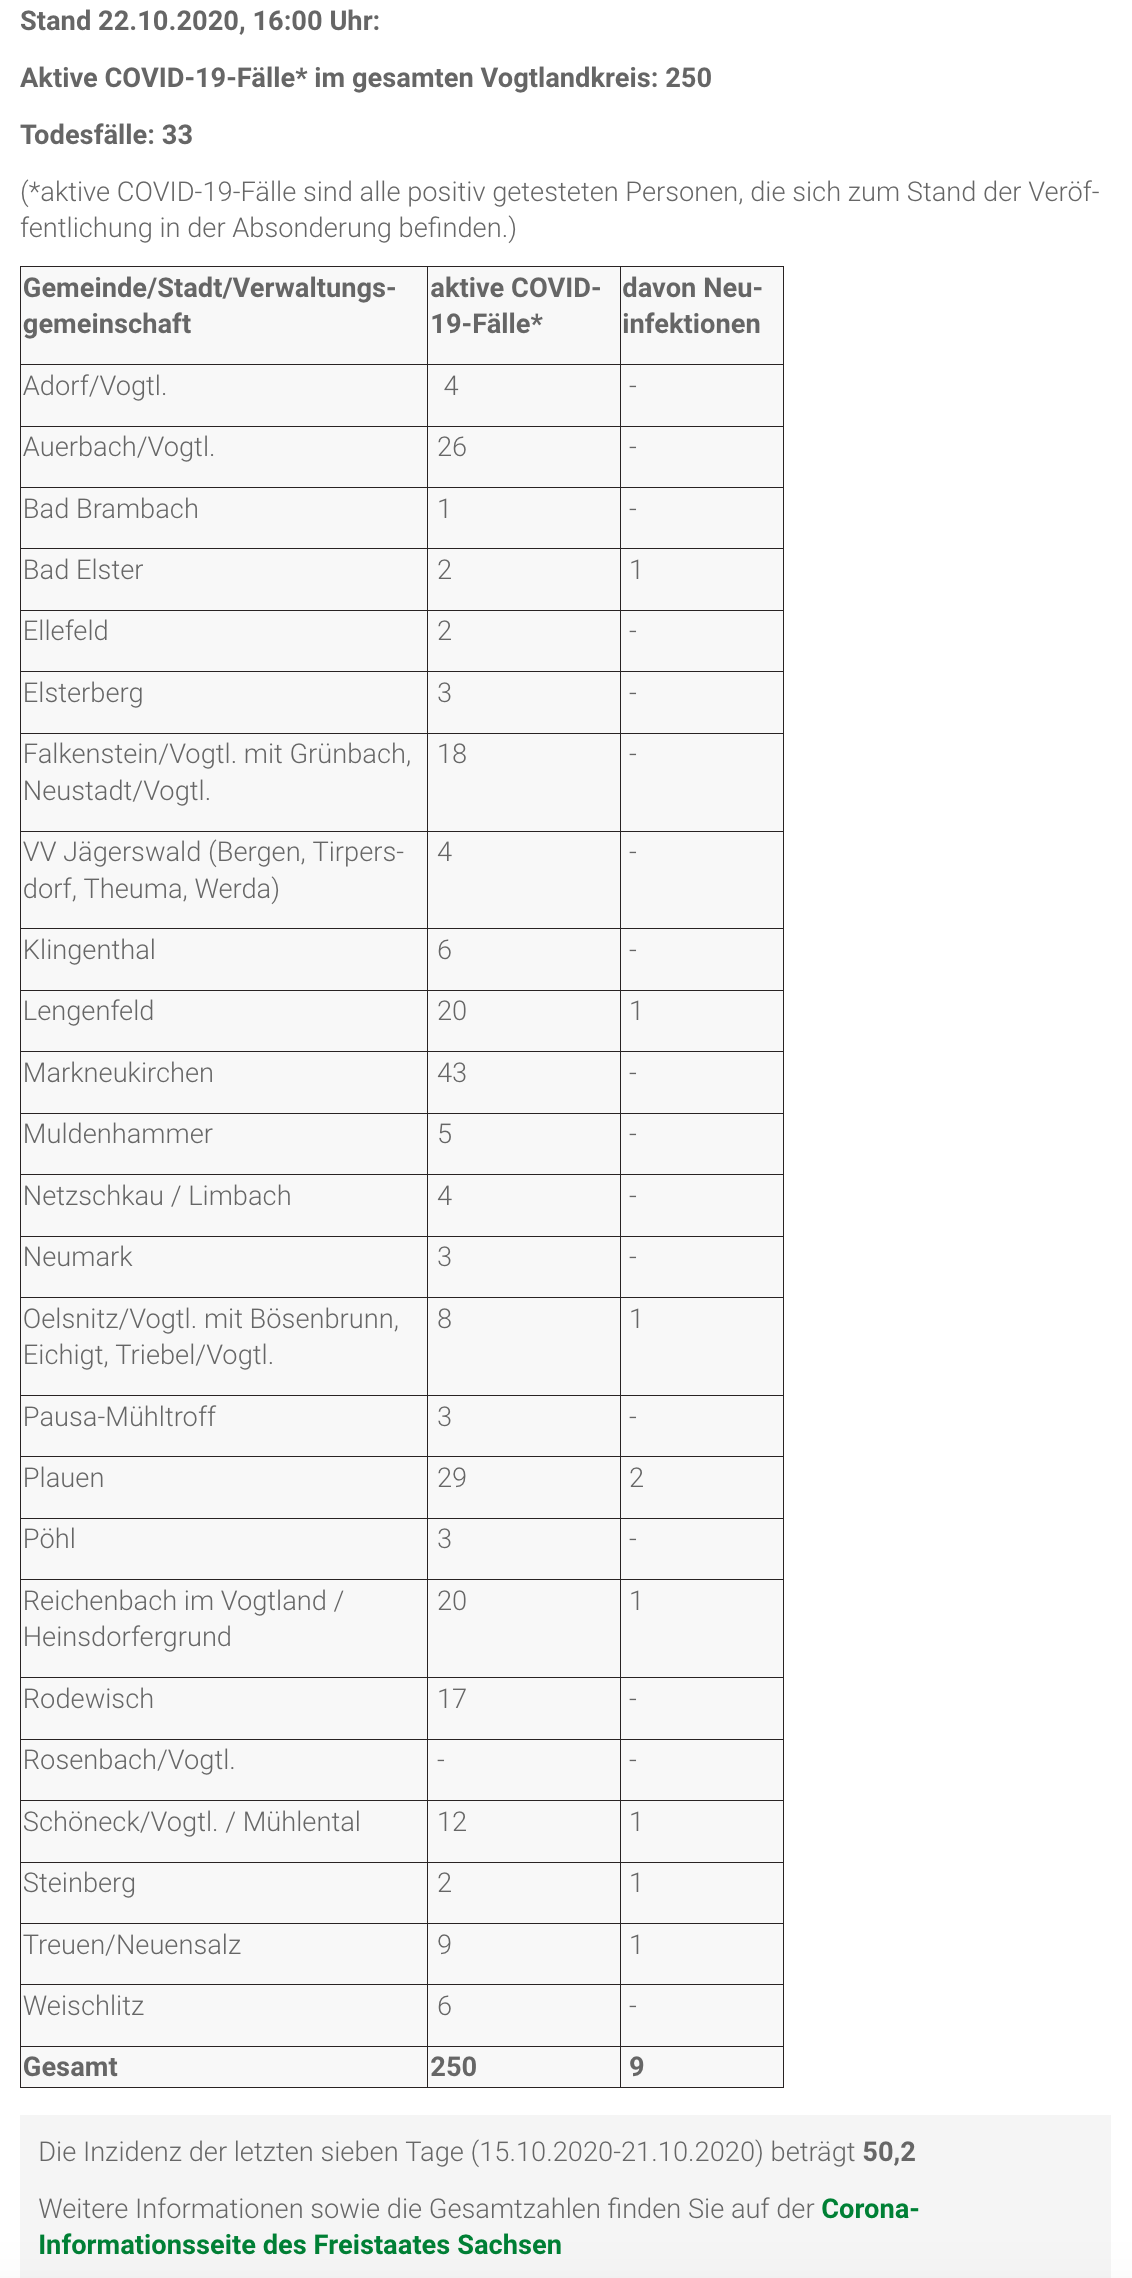 Stand 22.10.2020, 16:00 Uhr:
Aktive COVID-19-Fälle* im gesamten Vogtlandkreis: 250
Todesfälle: 33
(*aktive COVID-19-Fälle sind alle positiv getesteten Personen, die sich zum Stand der Veröf-
fentlichung in der Absonderung befinden.)
Gemeinde/Stadt/Verwaltungs- aktive COVID- davon Neu-
gemeinschaft 19-Fälle* infektionen
Adorf/Vogtl. 4 -
Auerbach/Vogtl. 26 -
Bad Brambach 1 -
Bad Elster 2 1
Ellefeld 2 -
Elsterberg 3 -
Falkenstein/Vogtl. mit Grünbach, 18 -
Neustadt/Vogtl.
VV Jägerswald (Bergen, Tirpers- 4 -
dorf, Theuma, Werda)
Klingenthal 6 -
Lengenfeld 20 1
Markneukirchen 43 -
Muldenhammer 5 -
Netzschkau / Limbach 4 -
Neumark 3 -
Oelsnitz/Vogtl. mit Bösenbrunn, 8 1
Eichigt, Triebel/Vogtl.
Pausa-Mühltroff 3 -
Plauen 29 2
Pöhl 3 -
Reichenbach im Vogtland / 20 1
Heinsdorfergrund
Rodewisch 17 -
Rosenbach/Vogtl. - -
Schöneck/Vogtl. / Mühlental 12 1
Steinberg 2 1
Treuen/Neuensalz 9 1
Weischlitz 6 -
Gesamt 250 9
Die Inzidenz der letzten sieben Tage (15.10.2020-21.10.2020) beträgt 50,2
Weitere Informationen sowie die Gesamtzahlen finden Sie auf der Corona-
Informationsseite des Freistaates Sachsen